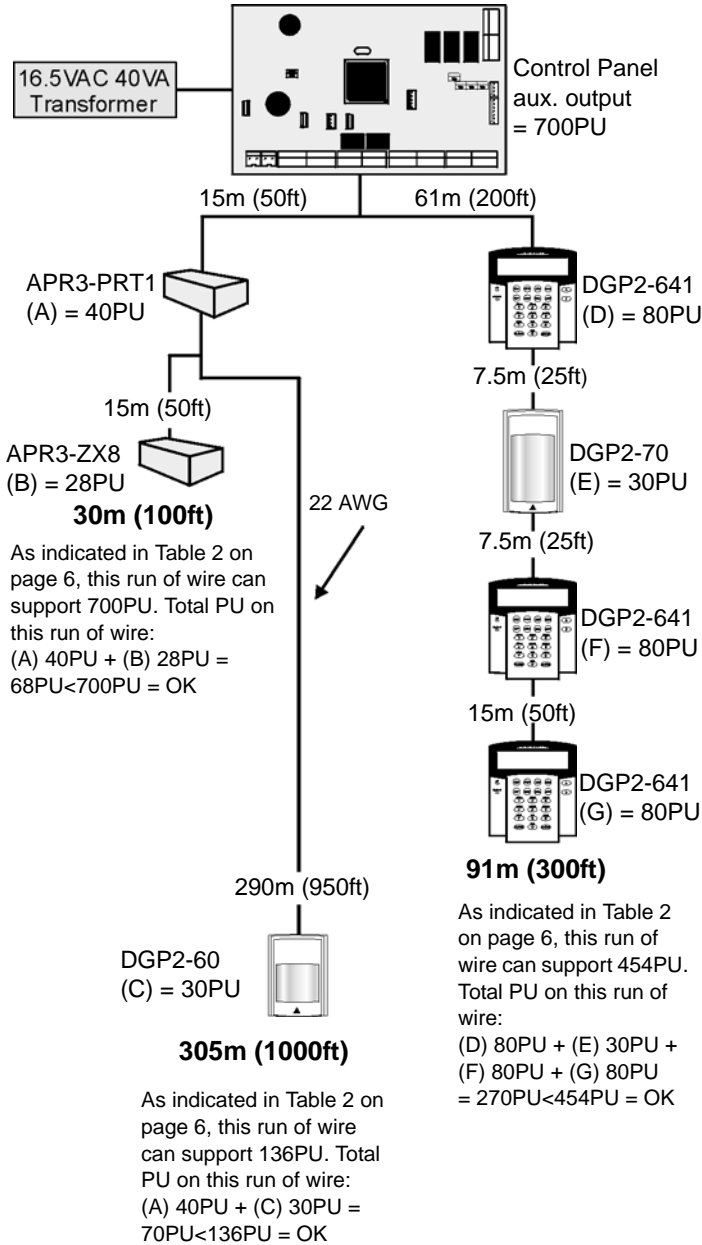 16.5VAC 40VA
Transformer
Control Panel
aux. output
= 700PU
15m (50ft)
61m (200ft)
APR3-PRT1
(A) = 40PU
DGP2-641
(D) = 80PU
7.5m (25ft)
15m (50ft)
APR3-ZX8
(B) = 28PU
30m (100ft)
As indicated in Table 2 on
page 6, this run of wire can
support 700PU. Total PU on
this run of wire:
(A) 40PU + (B) 28PU =
68PU<700PU = OK
22 AWG
DGP2-70
(E) = 30PU
7.5m (25ft)
DGP2-641
(F) = 80PU
15m (50ft)
DGP2-641
(G) = 80PU
91m (300ft)
As indicated in Table 2
on page 6, this run of
wire can support 454PU.
Total PU on this run of
wire:
(D) 80PU + (E) 30PU +
(F) 80PU + (G) 80PU
= 270PU<454PU = OK
290m (950ft)
DGP2-60
(C) = 30PU
305m (1000ft)
As indicated in Table 2 on
page 6, this run of wire
can support 136PU. Total
PU on this run of wire:
(A) 40PU + (C) 30PU =
70PU<136PU = OK